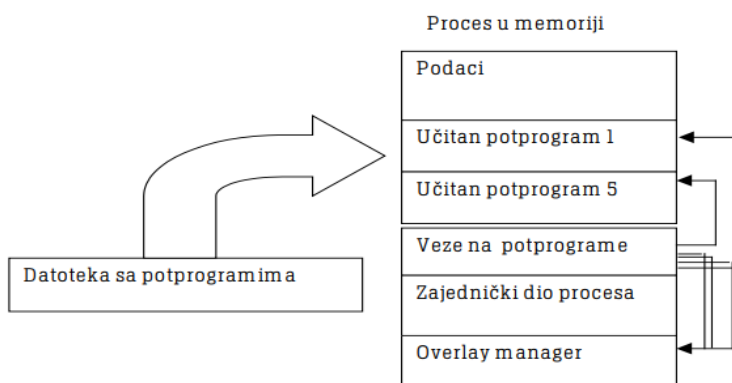 Proces u memoriji
Podaci
Učitan potprogram 1
Učitan potprogram 5
Veze na potprograme
Datoteka sa potprogramima
Zajednički dio procesa
Overlay manager